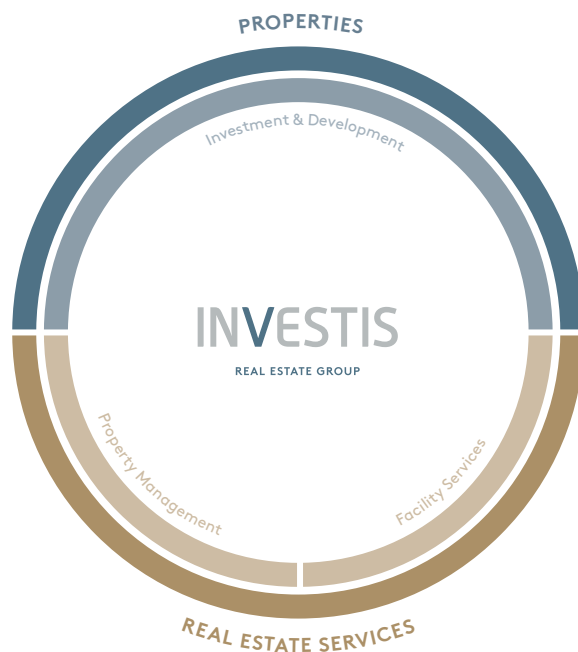 PROPERTIES
Investment & Development
INVESTIS
REAL ESTATE GROUP
Property Management
Facility Services
REAL ESTATE SERVICES